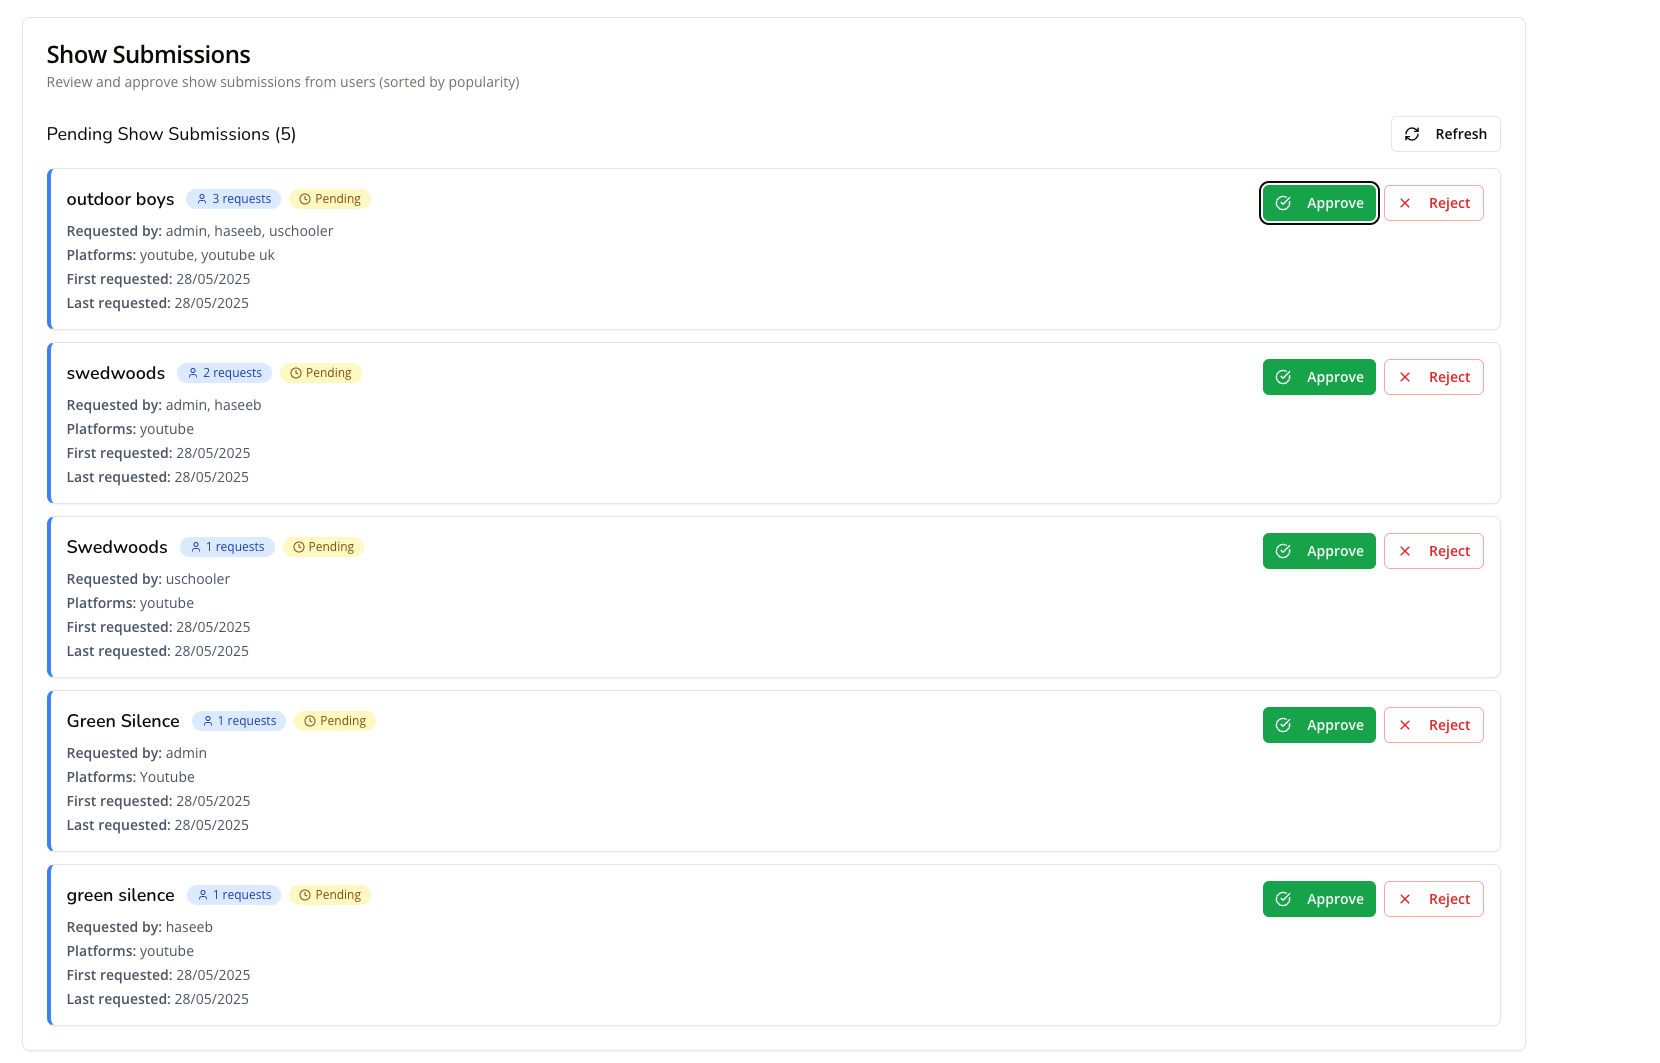 Show Submissions
Review and approve show submissions from users (sorted by popularity)
Pending Show Submissions (5)
Refresh
outdoor boys 3 requests Pending
Approve Reject
Requested by: admin, haseeb, uschooler
Platforms: youtube, youtube uk
First requested: 28/05/2025
Last requested: 28/05/2025
swedwoods 2 requests Pending
Approve Reject
Requested by: admin, haseeb
Platforms: youtube
First requested: 28/05/2025
Last requested: 28/05/2025
Swedwoods 1 requests Pending
Approve Reject
Requested by: uschooler
Platforms: youtube
First requested: 28/05/2025
Last requested: 28/05/2025
Green Silence 1 requests Pending
Approve Reject
Requested by: admin
Platforms: Youtube
First requested: 28/05/2025
Last requested: 28/05/2025
green silence 1 requests Pending
Approve Reject
Requested by: haseeb
Platforms: youtube
First requested: 28/05/2025
Last requested: 28/05/2025